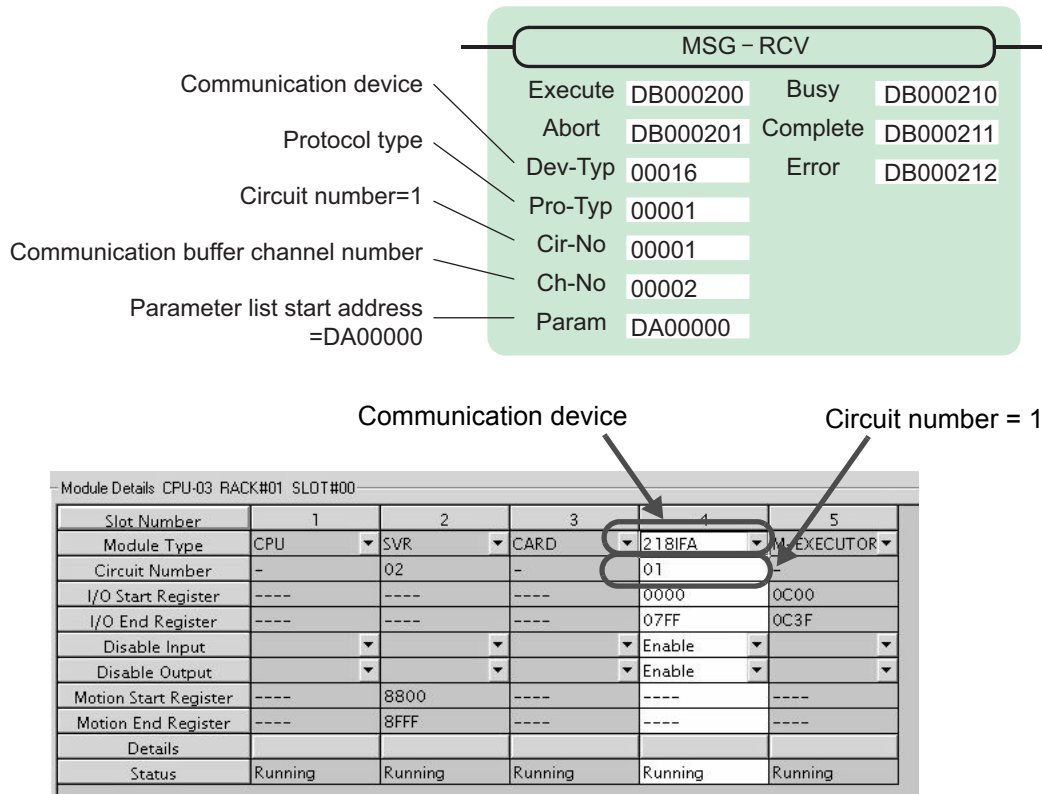 MSG－RCV
Communication device
Execute DB000200 Busy DB000210
Protocol type
Abort DB000201 Complete DB000211
Dev-Typ 00016 Error DB000212
Circuit number=1
Pro-Typ 00001
Cir-No 00001
Communication buffer channel number
Ch-No 00002
Parameter list start address
=DA00000
Param DA00000
Communication device
Circuit number = 1
Module Details CPU-03 RACK#01 SLOT#00
Slot Number 1 2 3 4 5
Module Type CPU SVR CARD 218IFA M-EXECUTOR
Circuit Number - 02 - 01 -
I/O Start Register ---- ---- ---- 0000 0C00
I/O End Register ---- ---- ---- 07FF 0C3F
Disable Input Enable
Disable Output Enable
Motion Start Register ---- 8800 ---- ---- ----
Motion End Register ---- 8FFF ---- ---- ----
Details
Status Running Running Running Running Running